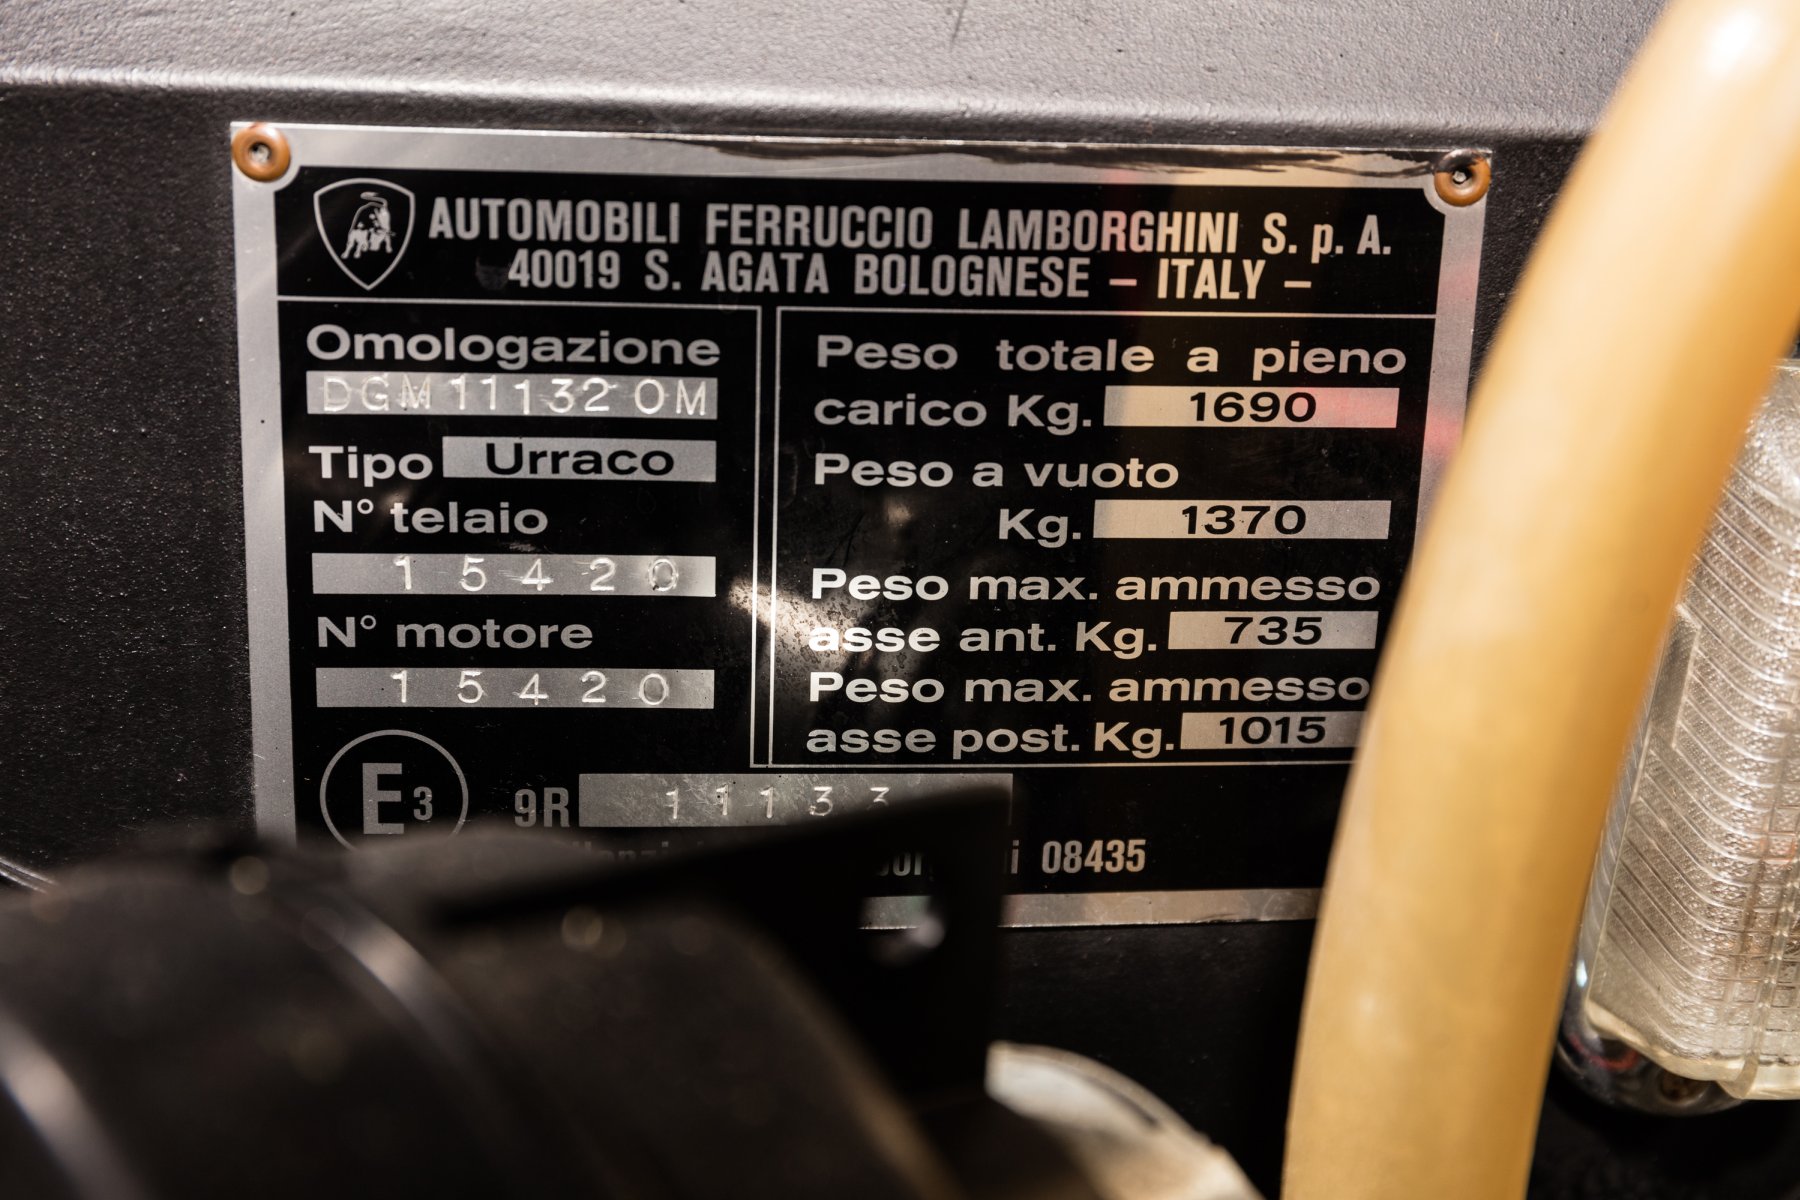 AUTOMOBILI FERRUCCIO LAMBORGHINI S. p. A.
40019 S. AGATA BOLOGNESE – ITALY –
Omologazione
DGM 11132 OM
Tipo Urraco
N° telaio
15420
N° motore
15420
E3 9R 11133
Peso totale a pieno
carico Kg. 1690
Peso a vuoto
Kg. 1370
Peso max. ammesso
asse ant. Kg. 735
Peso max. ammesso
asse post. Kg. 1015
08435